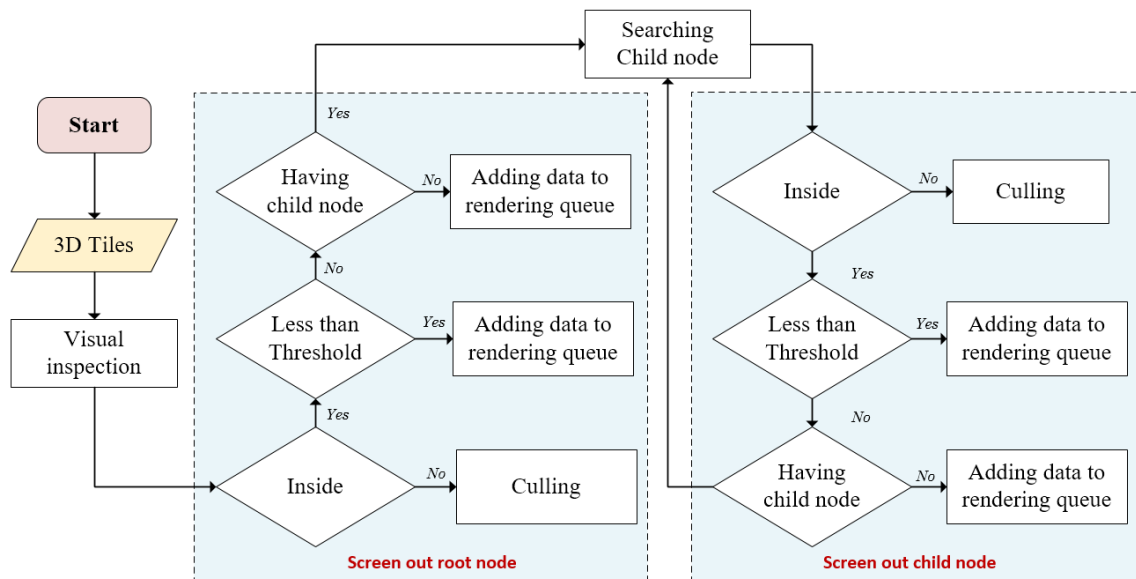 Start
3D Tiles
Visual
inspection
Searching
Child node
Yes
Having
child node
No
Adding data to
rendering queue
No
Less than
Threshold
Yes
Adding data to
rendering queue
Yes
Inside
No
Culling
Screen out root node
Inside
No
Culling
Yes
Less than
Threshold
Yes
Adding data to
rendering queue
No
Having
child node
No
Adding data to
rendering queue
Screen out child node